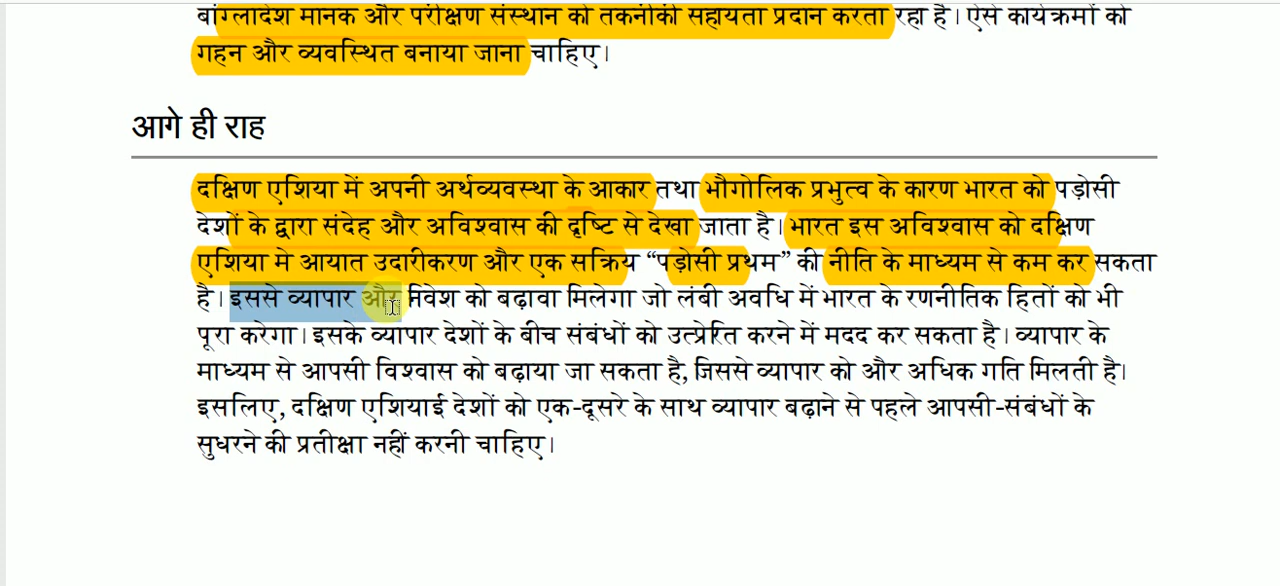 बांग्लादेश मानक और परीक्षण संस्थान को तकनीकी सहायता प्रदान करता रहा है। ऐसे कार्यक्रमों को
गहन और व्यवस्थित बनाया जाना चाहिए।
आगे ही राह
दक्षिण एशिया में अपनी अर्थव्यवस्था के आकार तथा भौगोलिक प्रभुत्व के कारण भारत को पड़ोसी
देशों के द्वारा संदेह और अविश्वास की दृष्टि से देखा जाता है। भारत इस अविश्वास को दक्षिण
एशिया मे आयात उदारीकरण और एक सक्रिय “पड़ोसी प्रथम” की नीति के माध्यम से कम कर सकता
है। इससे व्यापार और निवेश को बढ़ावा मिलेगा जो लंबी अवधि में भारत के रणनीतिक हितों को भी
पूरा करेगा। इसके व्यापार देशों के बीच संबंधों को उत्प्रेरित करने में मदद कर सकता है। व्यापार के
माध्यम से आपसी विश्वास को बढ़ाया जा सकता है, जिससे व्यापार को और अधिक गति मिलती है।
इसलिए, दक्षिण एशियाई देशों को एक-दूसरे के साथ व्यापार बढ़ाने से पहले आपसी-संबंधों के
सुधरने की प्रतीक्षा नहीं करनी चाहिए।